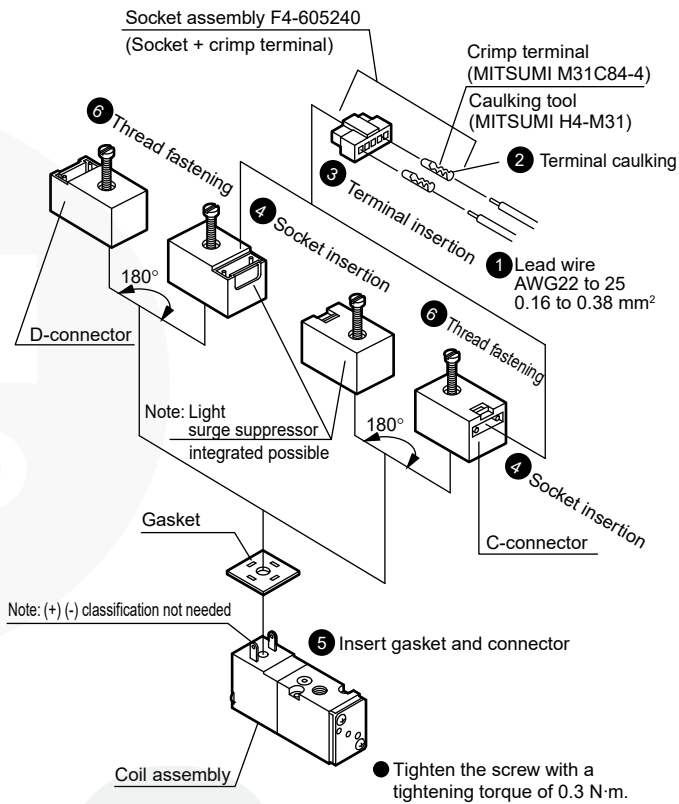 Socket assembly F4-605240
(Socket + crimp terminal)
Crimp terminal
(MITSUMI M31C84-4)
Caulking tool
(MITSUMI H4-M31)
2 Terminal caulking
6 Thread fastening
3 Terminal insertion
4 Socket insertion
1 Lead wire
AWG22 to 25
0.16 to 0.38 mm²
180°
D-connector
6 Thread fastening
Note: Light
surge suppressor
integrated possible
180°
4 Socket insertion
C-connector
Gasket
Note: (+) (-) classification not needed
5 Insert gasket and connector
Coil assembly
● Tighten the screw with a
tightening torque of 0.3 N·m.